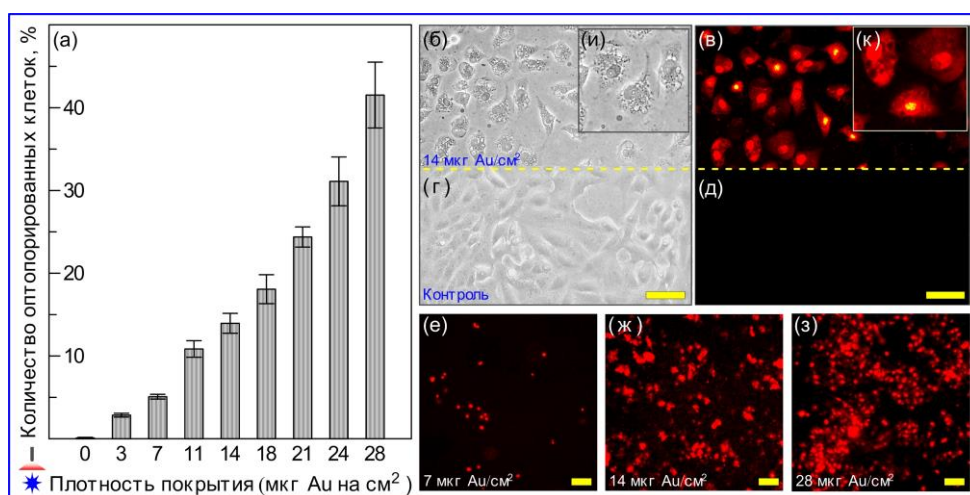 Количество оптопорированных клеток, %
(а)
40
30
20
10
0 3 7 11 14 18 21 24 28
Плотность покрытия (мкг Au на см²)
(б)
(и)
14 мкг Au/см²
(в)
(к)
(г)
Контроль
(д)
(е)
7 мкг Au/см²
(ж)
14 мкг Au/см²
(з)
28 мкг Au/см²